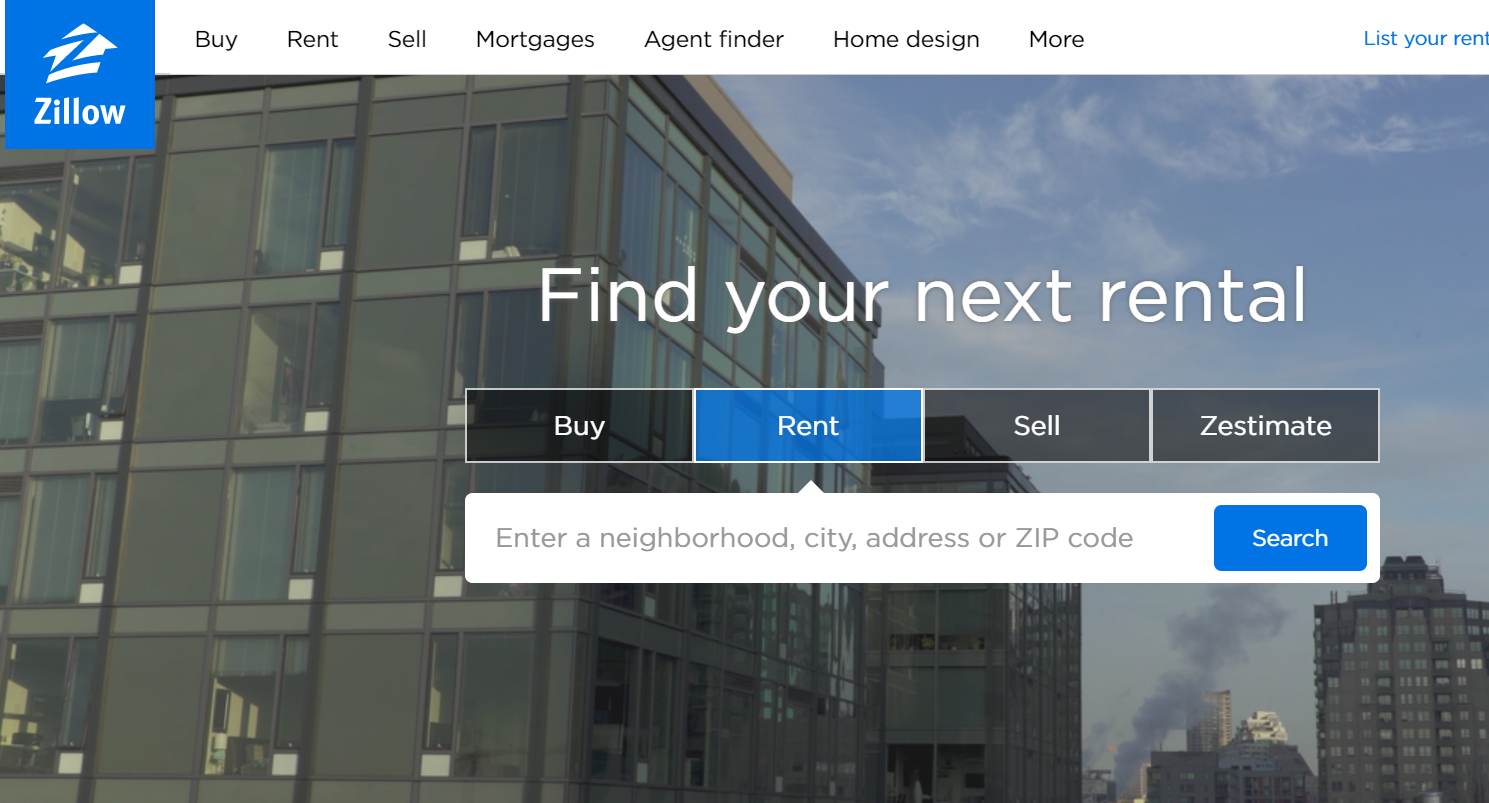 Zillow
Buy Rent Sell Mortgages Agent finder Home design More List your rent
Find your next rental
Buy Rent Sell Zestimate
Enter a neighborhood, city, address or ZIP code Search